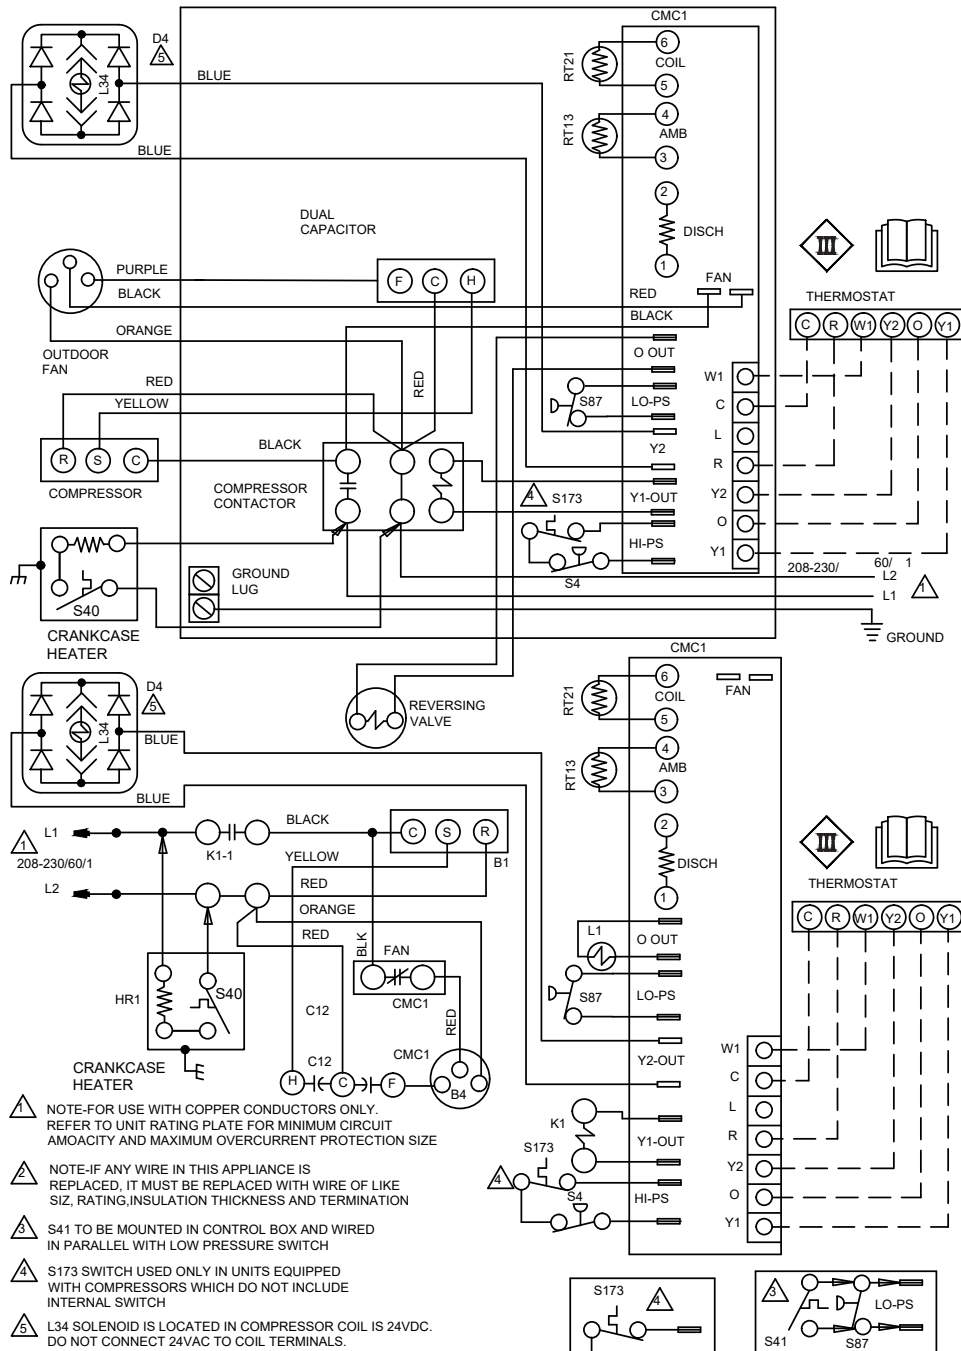 CMC1
D4
5
L34
BLUE
BLUE
RT21
6
COIL
5
RT13
4
AMB
3
2
DISCH
1
DUAL
CAPACITOR
F C H
PURPLE
BLACK
ORANGE
OUTDOOR
FAN
FAN
RED
BLACK
III
THERMOSTAT
C R W1 Y2 O Y1
O OUT
S87
LO-PS
Y2
Y1-OUT
HI-PS
W1
C
L
R
Y2
O
Y1
RED
YELLOW
RED
BLACK
R S C
COMPRESSOR
COMPRESSOR
CONTACTOR
4
S173
S4
GROUND
LUG
S40
CRANKCASE
HEATER
208-230/ 60/ 1
L2
L1
1
GROUND
REVERSING
VALVE
CMC1
D4
5
L34
BLUE
BLUE
RT21
6
COIL
5
RT13
4
AMB
3
2
DISCH
1
FAN
III
THERMOSTAT
C R W1 Y2 O Y1
1
L1
208-230/60/1
L2
K1-1
BLACK
C S R
B1
YELLOW
RED
ORANGE
RED
BLK
FAN
CMC1
RED
HR1
S40
C12
C12
H C F
CMC1
B4
CRANKCASE
HEATER
L1
O OUT
S87
LO-PS
Y2-OUT
K1
Y1-OUT
S173
4
S4
HI-PS
W1
C
L
R
Y2
O
Y1
1
NOTE-FOR USE WITH COPPER CONDUCTORS ONLY.
REFER TO UNIT RATING PLATE FOR MINIMUM CIRCUIT
AMOACITY AND MAXIMUM OVERCURRENT PROTECTION SIZE
2
NOTE-IF ANY WIRE IN THIS APPLIANCE IS
REPLACED, IT MUST BE REPLACED WITH WIRE OF LIKE
SIZ, RATING,INSULATION THICKNESS AND TERMINATION
3
S41 TO BE MOUNTED IN CONTROL BOX AND WIRED
IN PARALLEL WITH LOW PRESSURE SWITCH
4
S173 SWITCH USED ONLY IN UNITS EQUIPPED
WITH COMPRESSORS WHICH DO NOT INCLUDE
INTERNAL SWITCH
5
L34 SOLENOID IS LOCATED IN COMPRESSOR COIL IS 24VDC.
DO NOT CONNECT 24VAC TO COIL TERMINALS.
S173
4
3
LO-PS
S41
S87